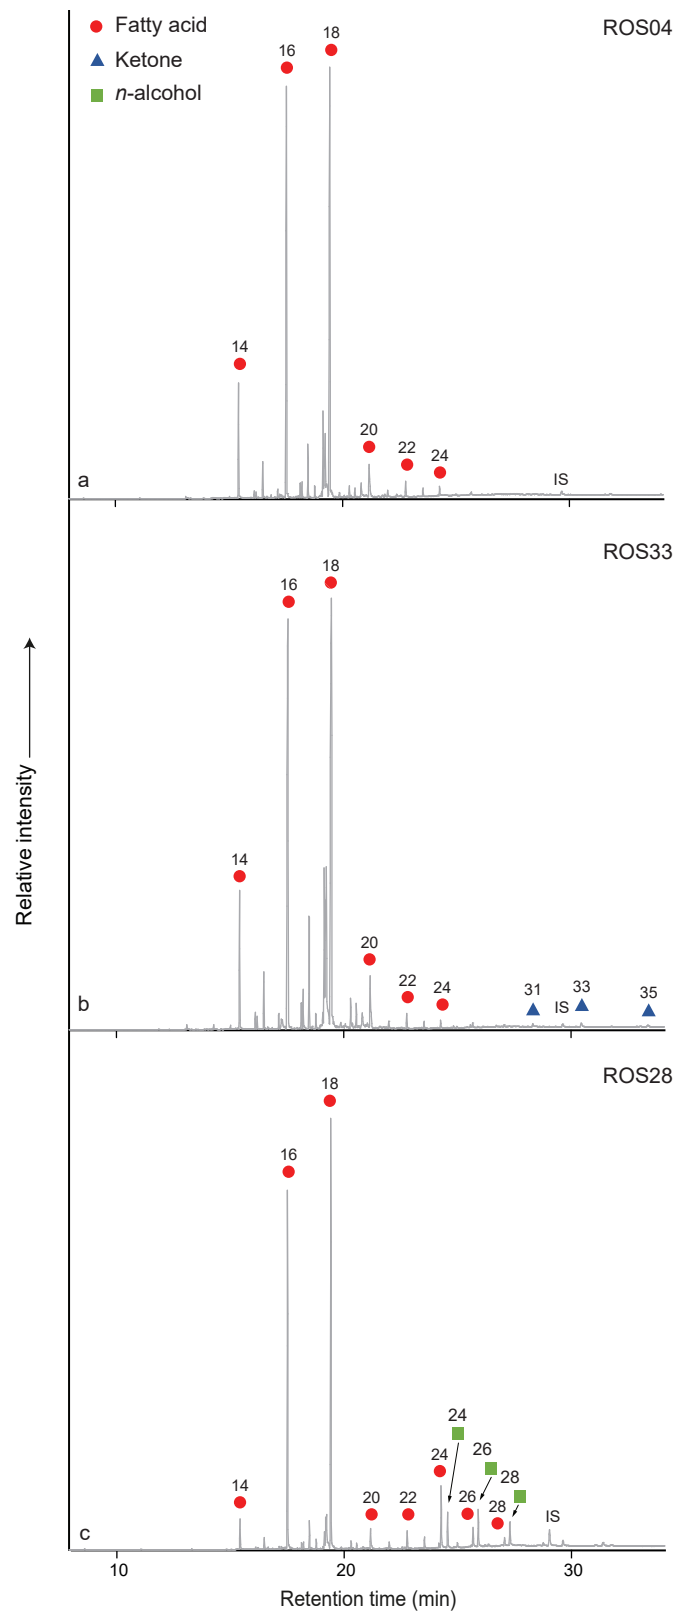 Fatty acid
Ketone
n-alcohol
ROS04
18
16
14
20
22
24
IS
a
ROS33
18
16
14
20
22
24
31
IS
33
35
b
Relative intensity
ROS28
18
16
14
20
22
24
24
26
26
28
28
IS
c
10
20
30
Retention time (min)